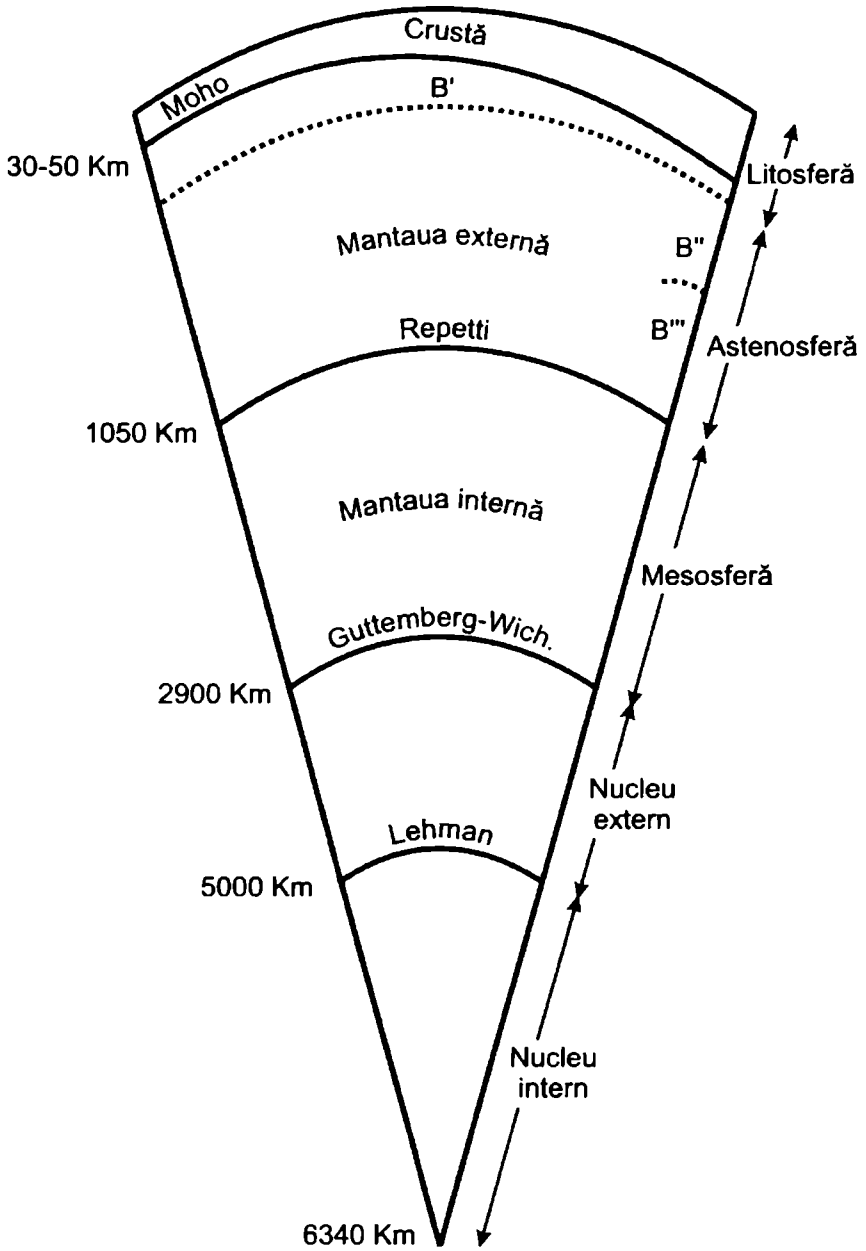 Crustă
Moho
B'
30-50 Km
Litosferă
Mantaua externă
B"
B'"
Repetti
Astenosferă
1050 Km
Mantaua internă
Mesosferă
Guttemberg-Wich.
2900 Km
Nucleu
extern
Lehman
5000 Km
Nucleu
intern
6340 Km